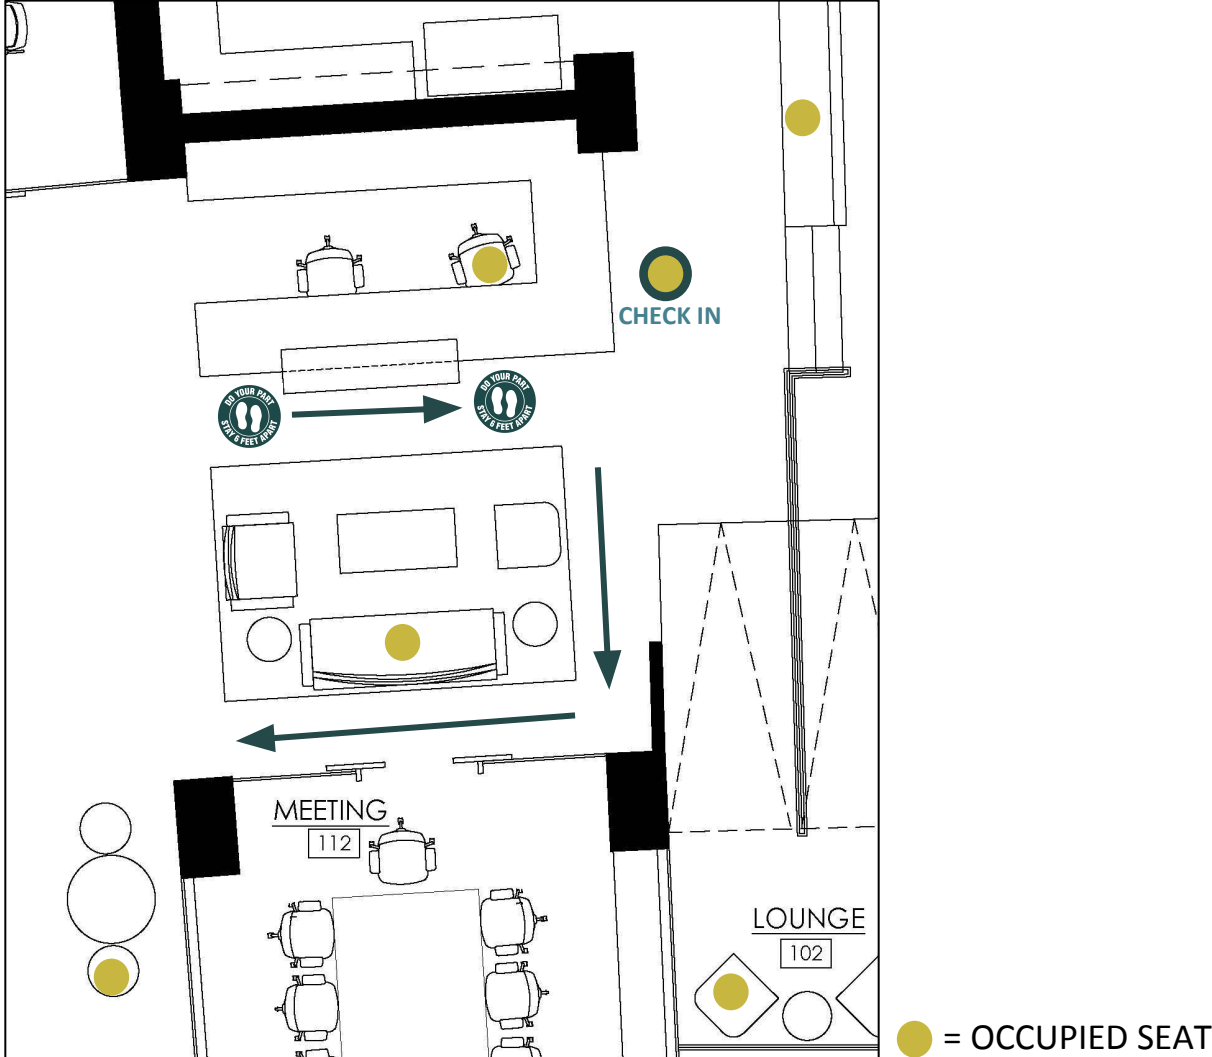 CHECK IN
DO YOUR PART
STAY 6 FEET APART
DO YOUR PART
STAY 6 FEET APART
MEETING
112
LOUNGE
102
= OCCUPIED SEAT